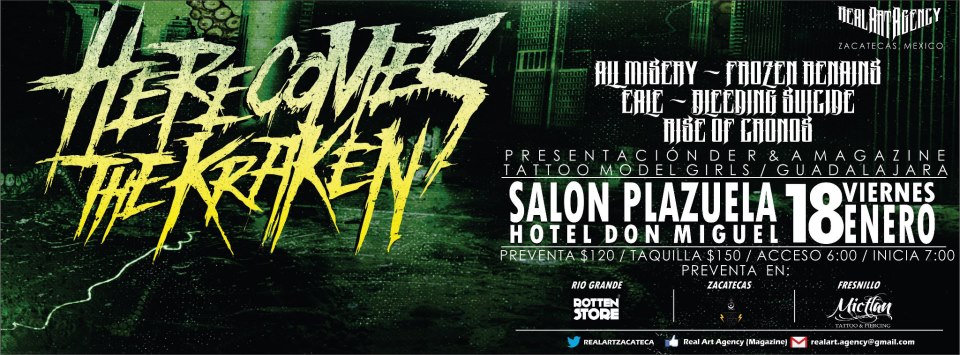 HERE COMES
THE KRAKEN
REAL ART AGENCY
ZACATECAS, MEXICO
ALL MISERY ~ FROZEN REMAINS
ERIE ~ BLEEDING SUICIDE
RISE OF CRONOS
PRESENTACIÓN DE R & A MAGAZINE
TATTOO MODEL GIRLS / GUADALAJARA
SALON PLAZUELA
HOTEL DON MIGUEL
18
VIERNES
ENERO
PREVENTA $120 / TAQUILLA $150 / ACCESO 6:00 / INICIA 7:00
PREVENTA EN;
RIO GRANDE
ROTTEN
STORE
ZACATECAS
FRESNILLO
Mictlan
TATTOO & PIERCING
REALARTZACATECA
Real Art Agency (Magazine)
realart.agency@gmail.com